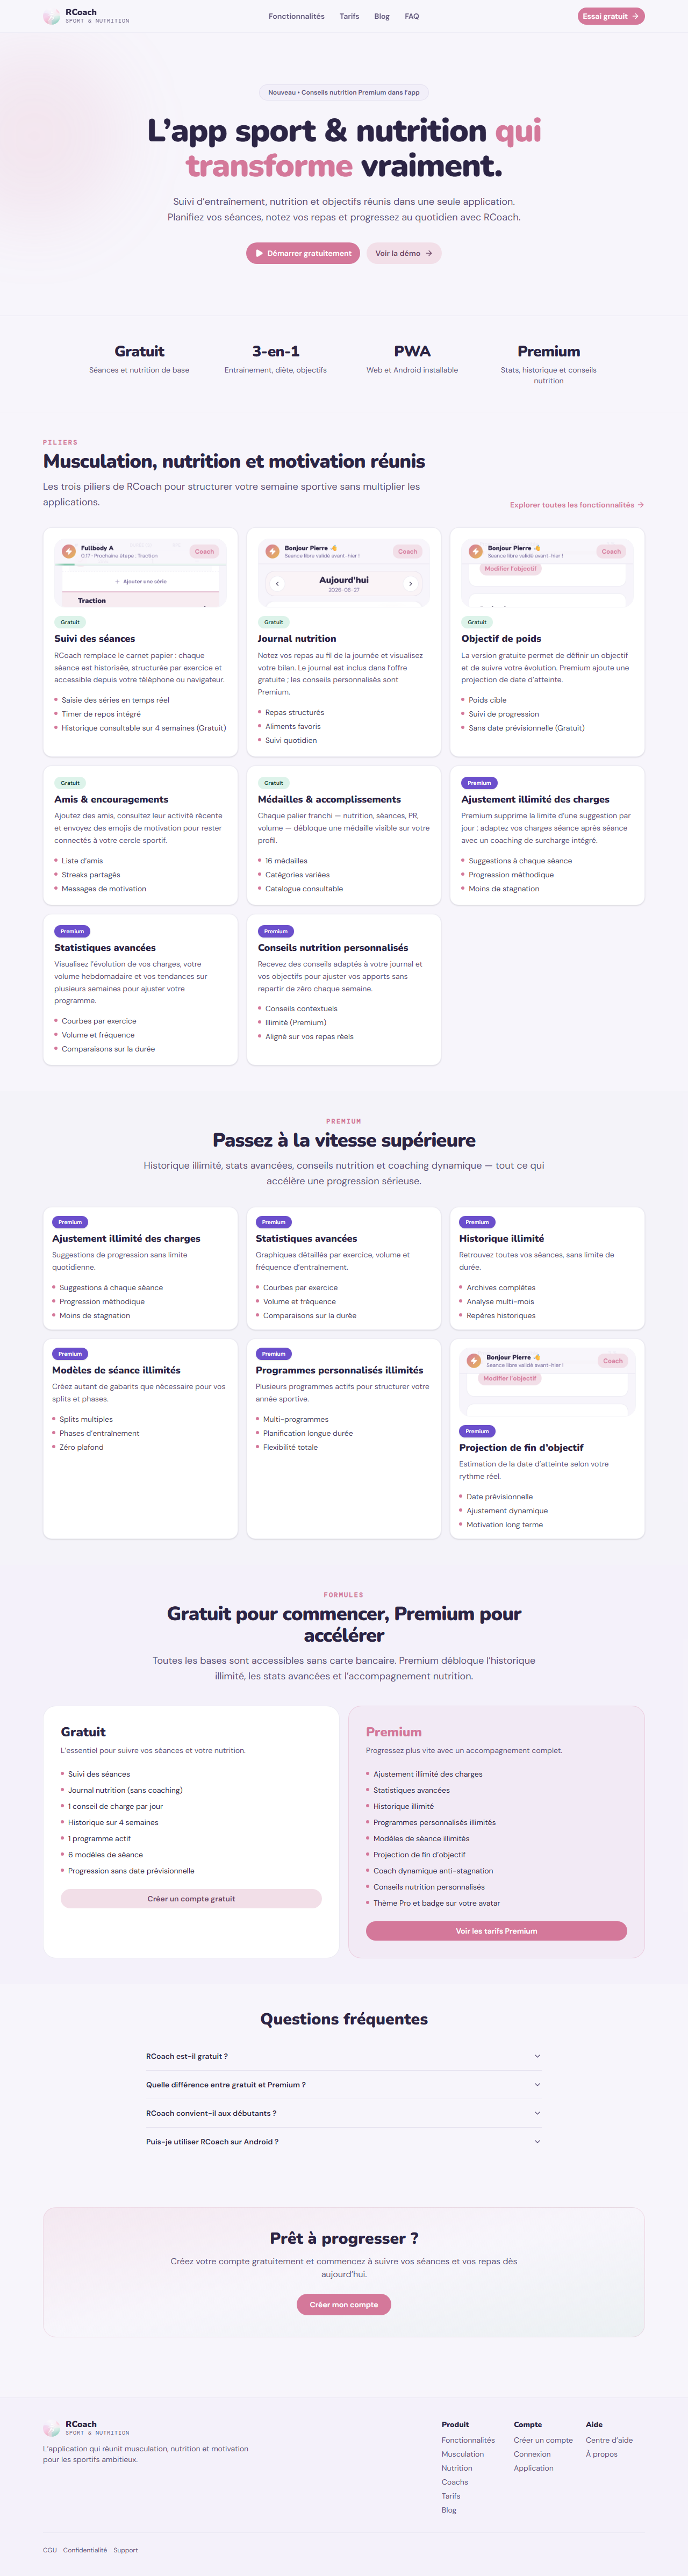 RCoach
SPORT & NUTRITION
Fonctionnalités
Tarifs
Blog
FAQ
Essai gratuit →
Nouveau • Conseils nutrition Premium dans l'app
L'app sport & nutrition qui
transforme vraiment.
Suivi d'entraînement, nutrition et objectifs réunis dans une seule application.
Planifiez vos séances, notez vos repas et progressez au quotidien avec RCoach.
Démarrer gratuitement
Voir la démo →
Gratuit
Séances et nutrition de base
3-en-1
Entraînement, diète, objectifs
PWA
Web et Android installable
Premium
Stats, historique et conseils
nutrition
PILIERS
Musculation, nutrition et motivation réunis
Les trois piliers de RCoach pour structurer votre semaine sportive sans multiplier les
applications.
Explorer toutes les fonctionnalités →
Fullbody A
0:17 · Prochaine étape : Traction
Coach
+ Ajouter une série
Traction
Gratuit
Suivi des séances
RCoach remplace le carnet papier : chaque
séance est historisée, structurée par exercice et
accessible depuis votre téléphone ou navigateur.
Saisie des séries en temps réel
Timer de repos intégré
Historique consultable sur 4 semaines (Gratuit)
Bonjour Pierre
Seance libre validé avant-hier !
Coach
Aujourd'hui
2026-06-27
Gratuit
Journal nutrition
Notez vos repas au fil de la journée et visualisez
votre bilan. Le journal est inclus dans l'offre
gratuite ; les conseils personnalisés sont
Premium.
Repas structurés
Aliments favoris
Suivi quotidien
Bonjour Pierre
Seance libre validé avant-hier !
Coach
Modifier l'objectif
Gratuit
Objectif de poids
La version gratuite permet de définir un objectif
et de suivre votre évolution. Premium ajoute une
projection de date d'atteinte.
Poids cible
Suivi de progression
Sans date prévisionnelle (Gratuit)
Gratuit
Amis & encouragements
Ajoutez des amis, consultez leur activité récente
et envoyez des emojis de motivation pour rester
connectés à votre cercle sportif.
Liste d'amis
Streaks partagés
Messages de motivation
Gratuit
Médailles & accomplissements
Chaque palier franchi — nutrition, séances, PR,
volume — débloque une médaille visible sur votre
profil.
16 médailles
Catégories variées
Catalogue consultable
Premium
Ajustement illimité des charges
Premium supprime la limite d'une suggestion par
jour : adaptez vos charges séance après séance
avec un coaching de surcharge intégré.
Suggestions à chaque séance
Progression méthodique
Moins de stagnation
Premium
Statistiques avancées
Visualisez l'évolution de vos charges, votre
volume hebdomadaire et vos tendances sur
plusieurs semaines pour ajuster votre
programme.
Courbes par exercice
Volume et fréquence
Comparaisons sur la durée
Premium
Conseils nutrition personnalisés
Recevez des conseils adaptés à votre journal et
vos objectifs pour ajuster vos apports sans
repartir de zéro chaque semaine.
Conseils contextuels
Illimité (Premium)
Aligné sur vos repas réels
PREMIUM
Passez à la vitesse supérieure
Historique illimité, stats avancées, conseils nutrition et coaching dynamique — tout ce qui
accélère une progression sérieuse.
Premium
Ajustement illimité des charges
Suggestions de progression sans limite
quotidienne.
Suggestions à chaque séance
Progression méthodique
Moins de stagnation
Premium
Statistiques avancées
Graphiques détaillés par exercice, volume et
fréquence d'entraînement.
Courbes par exercice
Volume et fréquence
Comparaisons sur la durée
Premium
Historique illimité
Retrouvez toutes vos séances, sans limite de
durée.
Archives complètes
Analyse multi-mois
Repères historiques
Premium
Modèles de séance illimités
Créez autant de gabarits que nécessaire pour vos
splits et phases.
Splits multiples
Phases d'entraînement
Zéro plafond
Premium
Programmes personnalisés illimités
Plusieurs programmes actifs pour structurer votre
année sportive.
Multi-programmes
Planification longue durée
Flexibilité totale
Bonjour Pierre
Seance libre validé avant-hier !
Coach
Modifier l'objectif
Premium
Projection de fin d'objectif
Estimation de la date d'atteinte selon votre
rythme réel.
Date prévisionnelle
Ajustement dynamique
Motivation long terme
FORMULES
Gratuit pour commencer, Premium pour
accélérer
Toutes les bases sont accessibles sans carte bancaire. Premium débloque l'historique
illimité, les stats avancées et l'accompagnement nutrition.
Gratuit
L'essentiel pour suivre vos séances et votre nutrition.
Suivi des séances
Journal nutrition (sans coaching)
1 conseil de charge par jour
Historique sur 4 semaines
1 programme actif
6 modèles de séance
Progression sans date prévisionnelle
Créer un compte gratuit
Premium
Progressez plus vite avec un accompagnement complet.
Ajustement illimité des charges
Statistiques avancées
Historique illimité
Programmes personnalisés illimités
Modèles de séance illimités
Projection de fin d'objectif
Coach dynamique anti-stagnation
Conseils nutrition personnalisés
Thème Pro et badge sur votre avatar
Voir les tarifs Premium
Questions fréquentes
RCoach est-il gratuit ?
Quelle différence entre gratuit et Premium ?
RCoach convient-il aux débutants ?
Puis-je utiliser RCoach sur Android ?
Prêt à progresser ?
Créez votre compte gratuitement et commencez à suivre vos séances et vos repas dès
aujourd'hui.
Créer mon compte
RCoach
SPORT & NUTRITION
L'application qui réunit musculation, nutrition et motivation
pour les sportifs ambitieux.
Produit
Fonctionnalités
Musculation
Nutrition
Coachs
Tarifs
Blog
Compte
Créer un compte
Connexion
Application
Aide
Centre d'aide
À propos
CGU
Confidentialité
Support